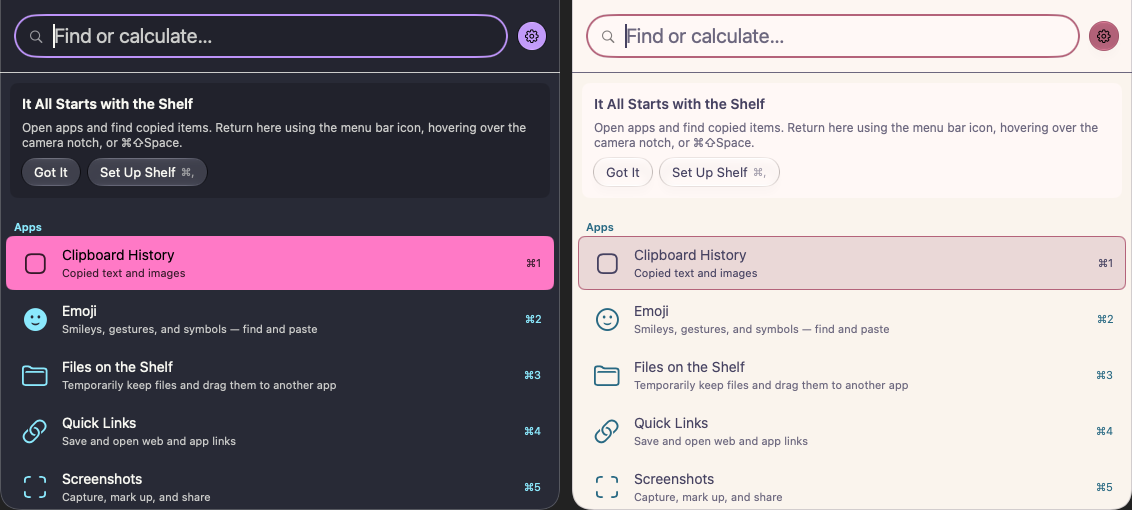 Find or calculate...
It All Starts with the Shelf
Open apps and find copied items. Return here using the menu bar icon, hovering over the
camera notch, or ⌘⇧Space.
Got It
Set Up Shelf ⌘,
Apps
Clipboard History
Copied text and images
⌘1
Emoji
Smileys, gestures, and symbols — find and paste
⌘2
Files on the Shelf
Temporarily keep files and drag them to another app
⌘3
Quick Links
Save and open web and app links
⌘4
Screenshots
Capture, mark up, and share
⌘5
Find or calculate...
It All Starts with the Shelf
Open apps and find copied items. Return here using the menu bar icon, hovering over the
camera notch, or ⌘⇧Space.
Got It
Set Up Shelf ⌘,
Apps
Clipboard History
Copied text and images
⌘1
Emoji
Smileys, gestures, and symbols — find and paste
⌘2
Files on the Shelf
Temporarily keep files and drag them to another app
⌘3
Quick Links
Save and open web and app links
⌘4
Screenshots
Capture, mark up, and share
⌘5